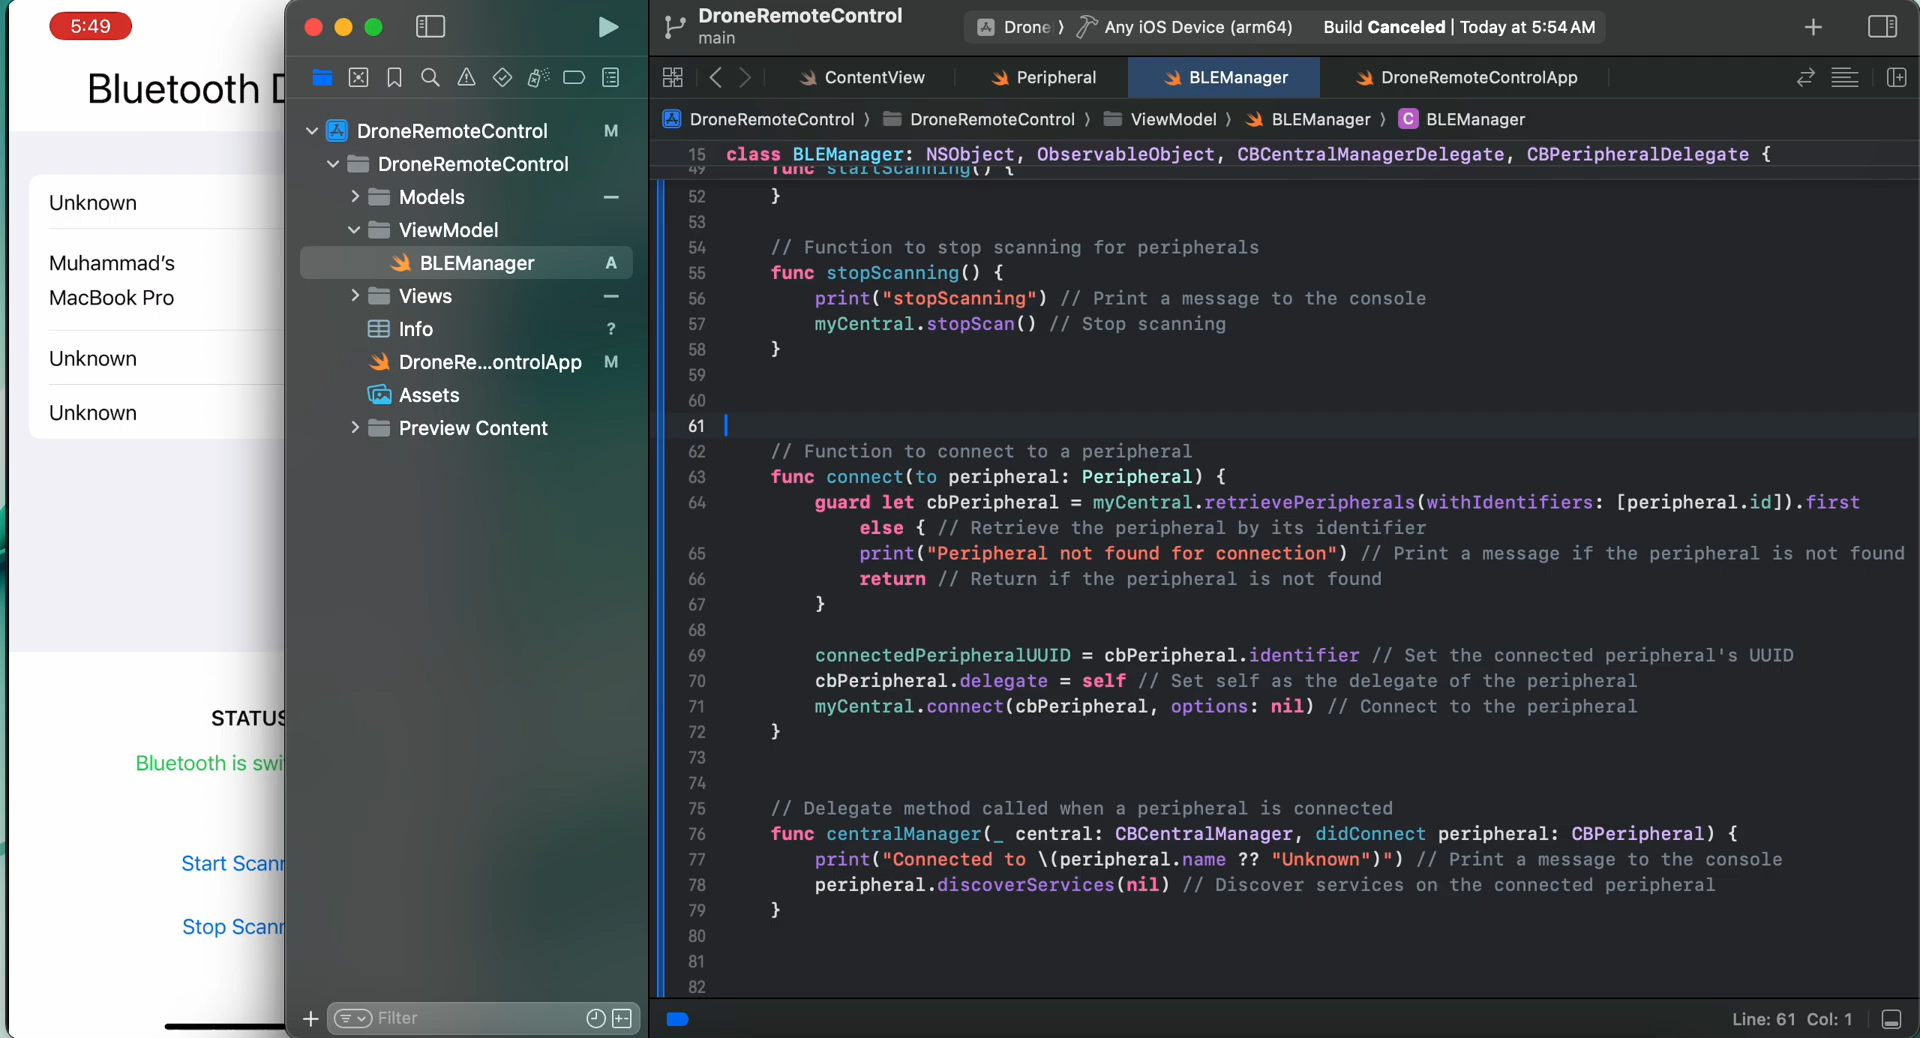 5:49
Bluetooth D
Unknown
Muhammad's
MacBook Pro
Unknown
Unknown
STATUS
Bluetooth is swi
Start Scann
Stop Scann
DroneRemoteControl M
DroneRemoteControl
Models
ViewModel
BLEManager A
Views
Info ?
DroneRe...ontrolApp M
Assets
Preview Content
Filter
DroneRemoteControl
main
Drone ⟩ Any iOS Device (arm64) Build Canceled | Today at 5:54 AM
ContentView Peripheral BLEManager DroneRemoteControlApp
DroneRemoteControl ⟩ DroneRemoteControl ⟩ ViewModel ⟩ BLEManager ⟩ C BLEManager
15 class BLEManager: NSObject, ObservableObject, CBCentralManagerDelegate, CBPeripheralDelegate {
49 func startScanning() {
52 }
53
54 // Function to stop scanning for peripherals
55 func stopScanning() {
56 print("stopScanning") // Print a message to the console
57 myCentral.stopScan() // Stop scanning
58 }
59
60
61
62 // Function to connect to a peripheral
63 func connect(to peripheral: Peripheral) {
64 guard let cbPeripheral = myCentral.retrievePeripherals(withIdentifiers: [peripheral.id]).first
else { // Retrieve the peripheral by its identifier
65 print("Peripheral not found for connection") // Print a message if the peripheral is not found
66 return // Return if the peripheral is not found
67 }
68
69 connectedPeripheralUUID = cbPeripheral.identifier // Set the connected peripheral's UUID
70 cbPeripheral.delegate = self // Set self as the delegate of the peripheral
71 myCentral.connect(cbPeripheral, options: nil) // Connect to the peripheral
72 }
73
74
75 // Delegate method called when a peripheral is connected
76 func centralManager(_ central: CBCentralManager, didConnect peripheral: CBPeripheral) {
77 print("Connected to \(peripheral.name ?? "Unknown")") // Print a message to the console
78 peripheral.discoverServices(nil) // Discover services on the connected peripheral
79 }
80
81
82
Line: 61 Col: 1